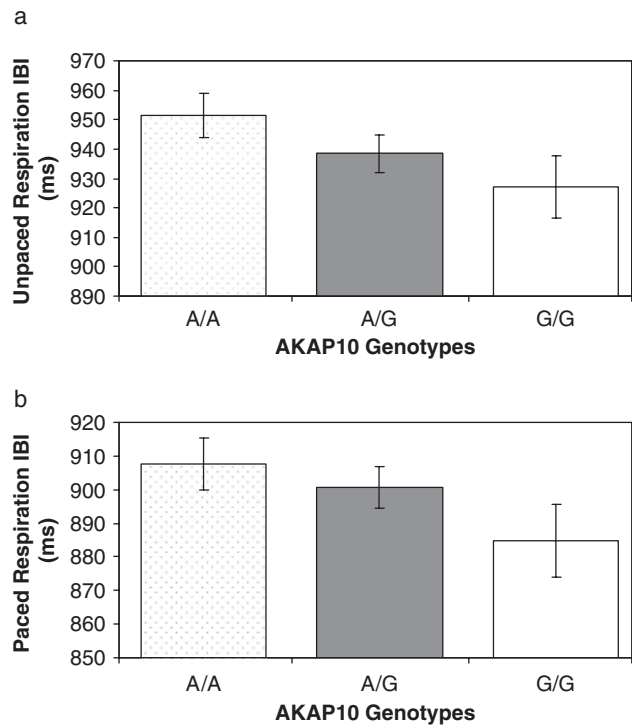 a
Unpaced Respiration IBI
(ms)
970
960
950
940
930
920
910
900
890
A/A A/G G/G
AKAP10 Genotypes
b
Paced Respiration IBI
(ms)
920
910
900
890
880
870
860
850
A/A A/G G/G
AKAP10 Genotypes